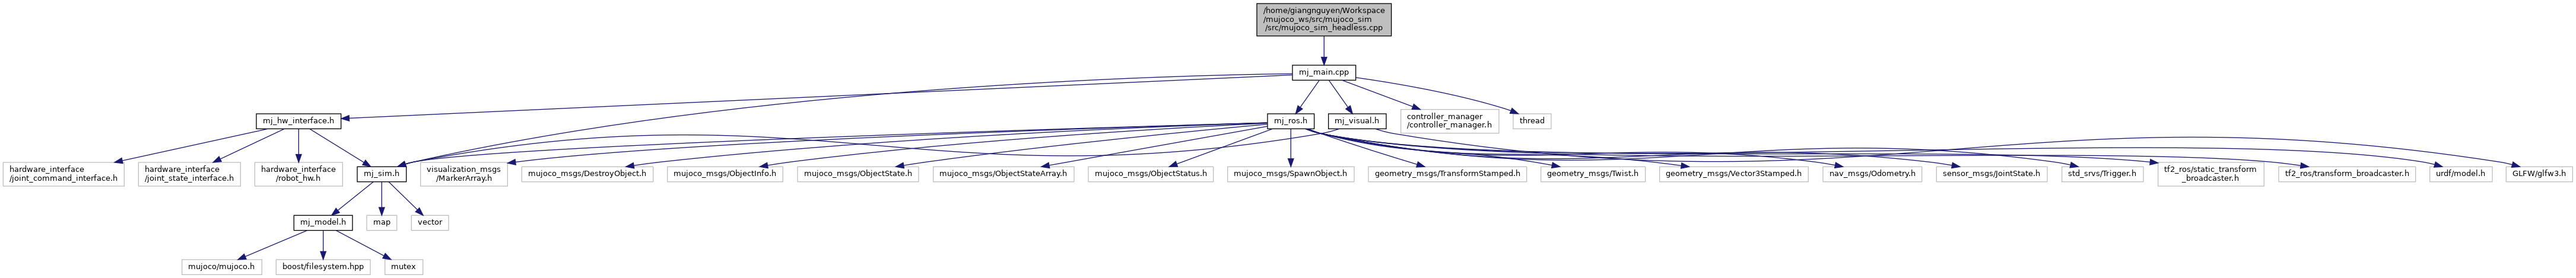 /home/giangnguyen/Workspace
/mujoco_ws/src/mujoco_sim
/src/mujoco_sim_headless.cpp
mj_main.cpp
mj_hw_interface.h
mj_ros.h
mj_visual.h
controller_manager
/controller_manager.h
thread
hardware_interface
/joint_command_interface.h
hardware_interface
/joint_state_interface.h
hardware_interface
/robot_hw.h
mj_sim.h
visualization_msgs
/MarkerArray.h
mujoco_msgs/DestroyObject.h
mujoco_msgs/ObjectInfo.h
mujoco_msgs/ObjectState.h
mujoco_msgs/ObjectStateArray.h
mujoco_msgs/ObjectStatus.h
mujoco_msgs/SpawnObject.h
geometry_msgs/TransformStamped.h
geometry_msgs/Twist.h
geometry_msgs/Vector3Stamped.h
nav_msgs/Odometry.h
sensor_msgs/JointState.h
std_srvs/Trigger.h
tf2_ros/static_transform
_broadcaster.h
tf2_ros/transform_broadcaster.h
urdf/model.h
GLFW/glfw3.h
mj_model.h
map
vector
mujoco/mujoco.h
boost/filesystem.hpp
mutex